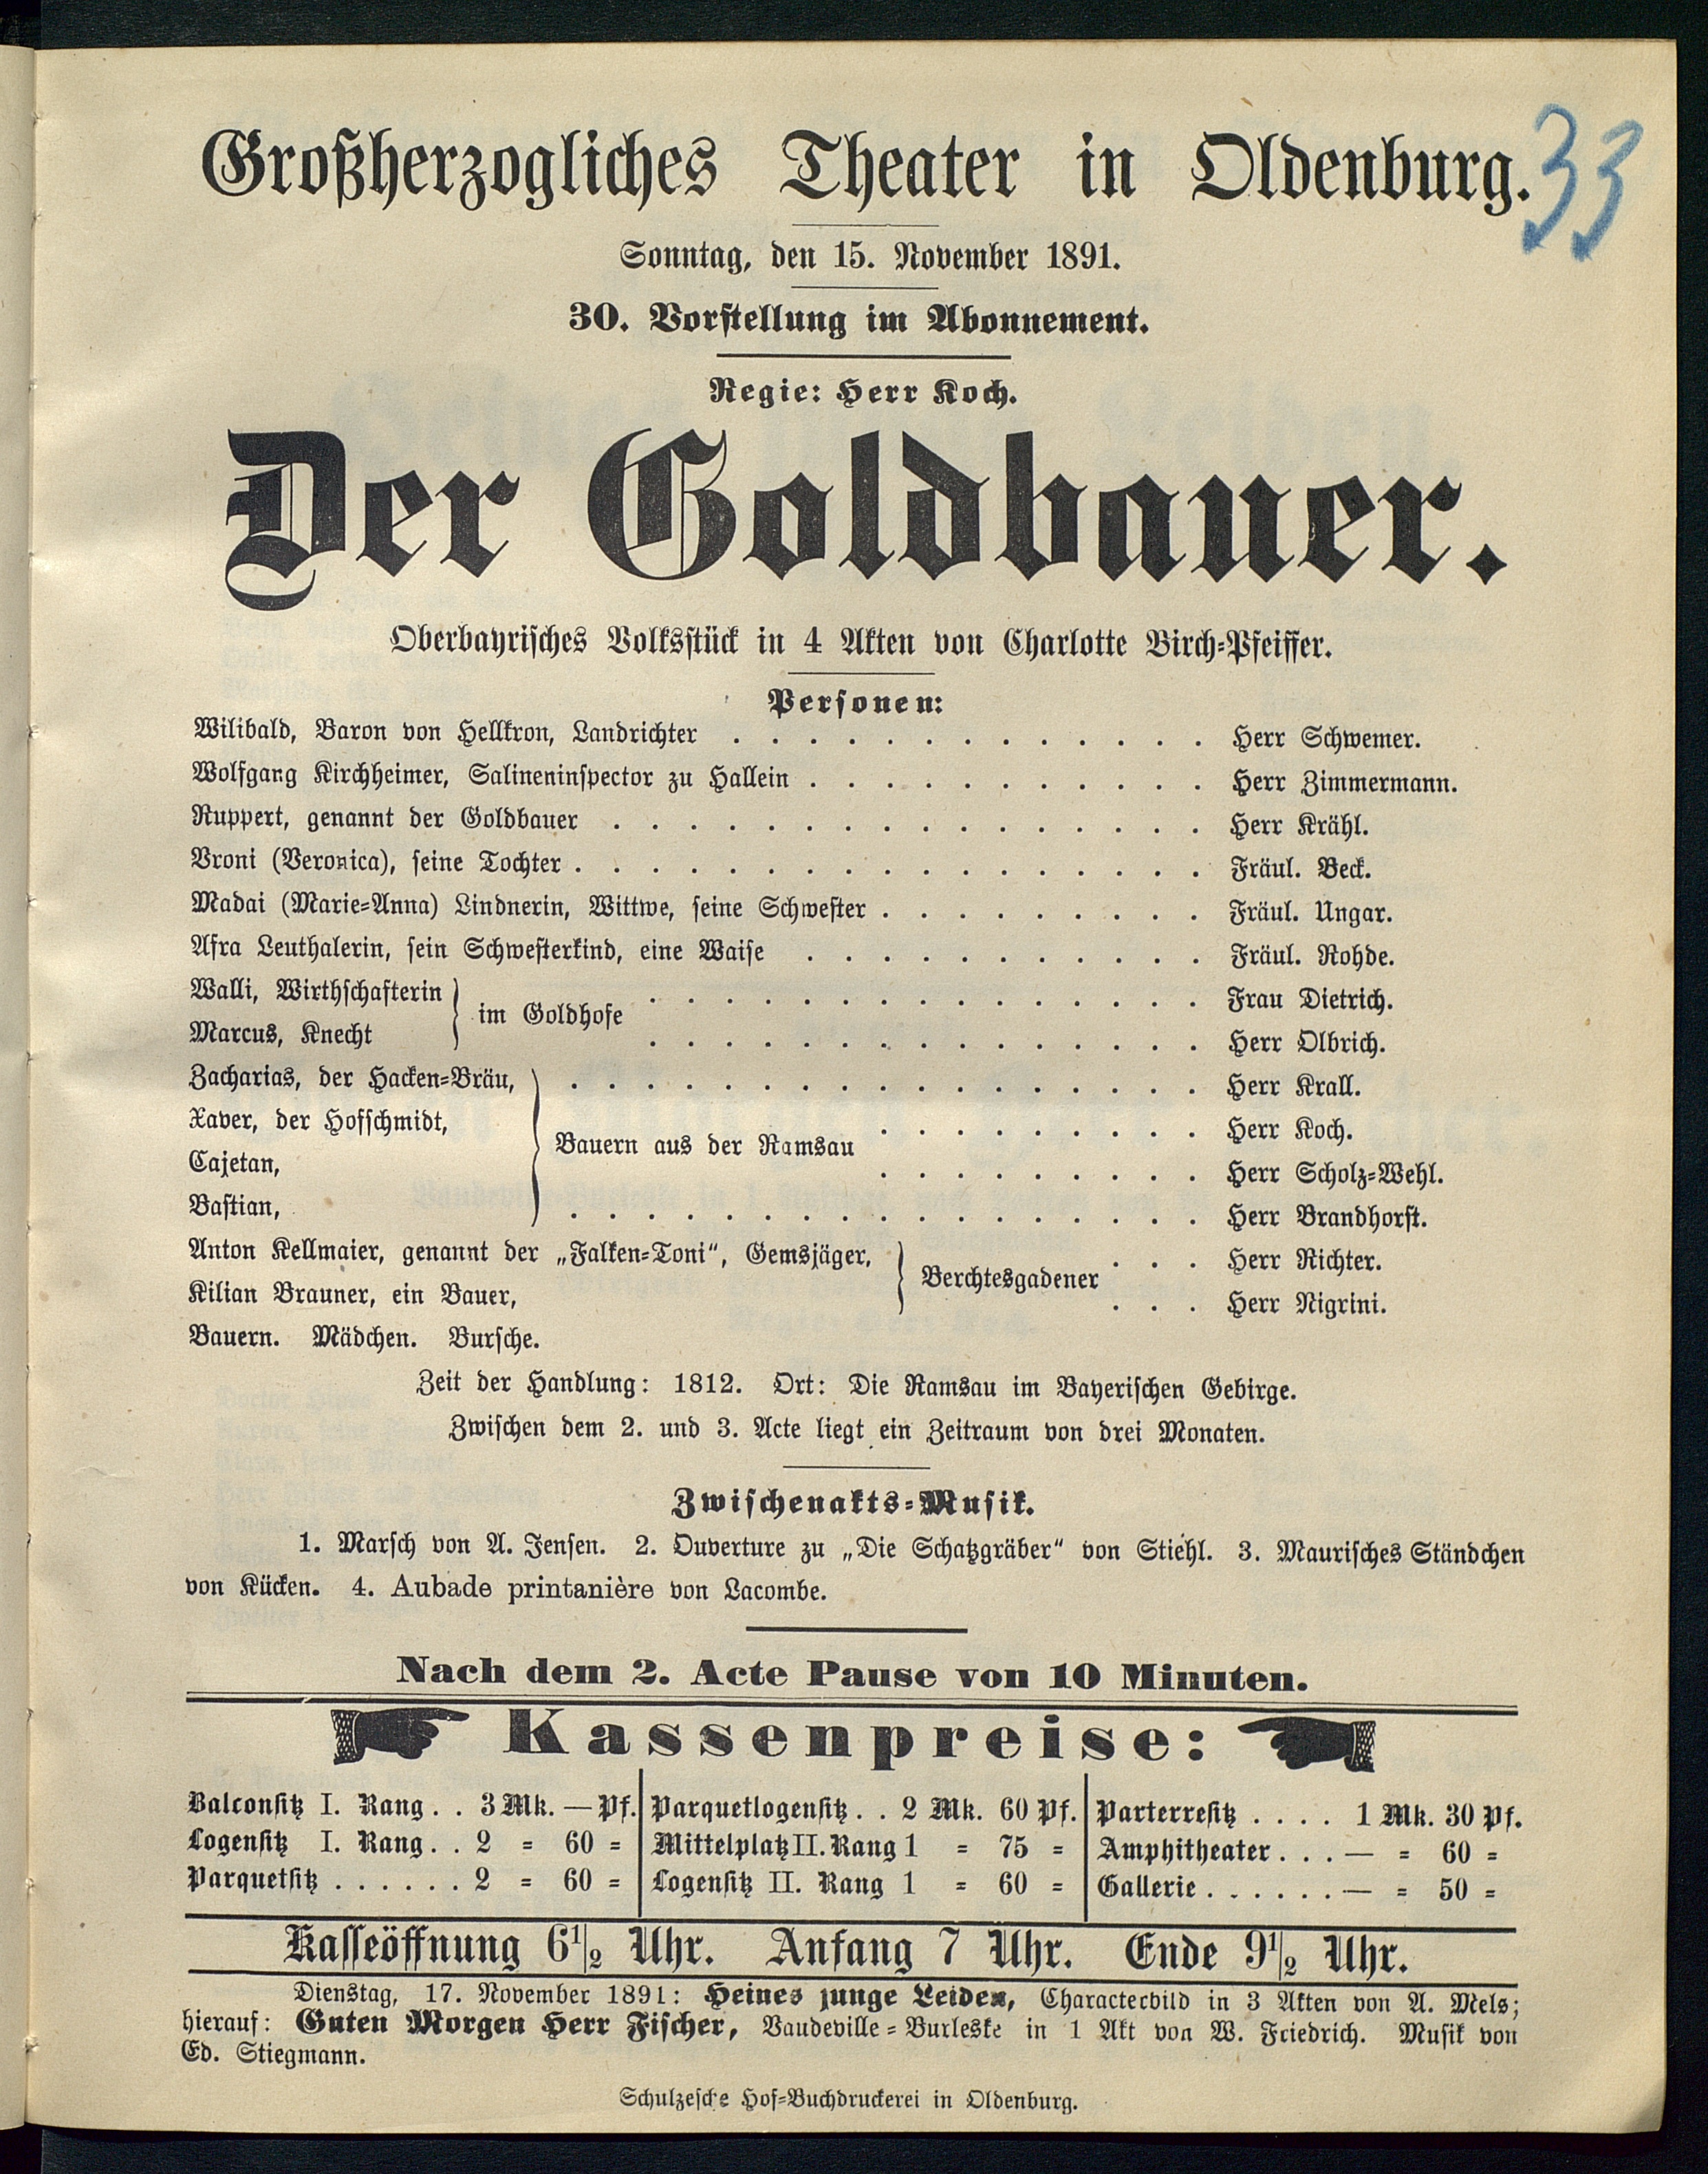 Großherzogliches Theater in Oldenburg.
33
Sonntag, den 15. November 1891.
30. Vorstellung im Abonnement.
Regie: Herr Koch.
Der Goldbauer.
Oberbayrisches Volksstück in 4 Akten von Charlotte Birch-Pfeiffer.
Personen:
Wilibald, Baron von Hellkron, Landrichter . . . . . . . . . . . . . Herr Schwemer.
Wolfgang Kirchheimer, Salineninspector zu Hallein . . . . . . . . . . . Herr Zimmermann.
Ruppert, genannt der Goldbauer . . . . . . . . . . . . . . . . Herr Krähl.
Vroni (Veronica), seine Tochter . . . . . . . . . . . . . . . . . Fräul. Beck.
Madai (Marie-Anna) Lindnerin, Wittwe, seine Schwester . . . . . . . . . Fräul. Ungar.
Afra Leuthalerin, sein Schwesterkind, eine Waise . . . . . . . . . . . Fräul. Rohde.
Walli, Wirthschafterin } im Goldhofe . . . . . . . . . . . . . . . Frau Dietrich.
Marcus, Knecht . . . . . . . . . . . . . . . Herr Olbrich.
Zacharias, der Hacken-Bräu, . . . . . . . . . . . . . . . . . Herr Krall.
Xaver, der Hofschmidt, } Bauern aus der Ramsau . . . . . . . . . Herr Koch.
Cajetan, . . . . . . . . . Herr Scholz-Wehl.
Bastian, . . . . . . . . . . . . . . . . . Herr Brandhorst.
Anton Kellmaier, genannt der „Falken-Toni“, Gemsjäger, } Berchtesgadener . . . Herr Richter.
Kilian Brauner, ein Bauer, . . . Herr Nigrini.
Bauern. Mädchen. Bursche.
Zeit der Handlung: 1812. Ort: Die Ramsau im Bayerischen Gebirge.
Zwischen dem 2. und 3. Acte liegt ein Zeitraum von drei Monaten.
Zwischenakts-Musik.
1. Marsch von A. Jensen. 2. Ouverture zu „Die Schatzgräber“ von Stiehl. 3. Maurisches Ständchen
von Kücken. 4. Aubade printanière von Lacombe.
Nach dem 2. Acte Pause von 10 Minuten.
Kassenpreise:
Balconsitz I. Rang . . 3 Mk. — Pf. Parquetlogensitz . . 2 Mk. 60 Pf. Parterresitz . . . . 1 Mk. 30 Pf.
Logensitz I. Rang . . 2 = 60 = Mittelplatz II. Rang 1 = 75 = Amphitheater . . . — = 60 =
Parquetsitz . . . . . . 2 = 60 = Logensitz II. Rang 1 = 60 = Gallerie . . . . . . — = 50 =
Kasseöffnung 6½ Uhr. Anfang 7 Uhr. Ende 9½ Uhr.
Dienstag, 17. November 1891: Heines junge Leiden, Characterbild in 3 Akten von A. Mels;
hierauf: Guten Morgen Herr Fischer, Vaudeville-Burleske in 1 Akt von W. Friedrich. Musik von
Ed. Stiegmann.
Schulzesche Hof-Buchdruckerei in Oldenburg.